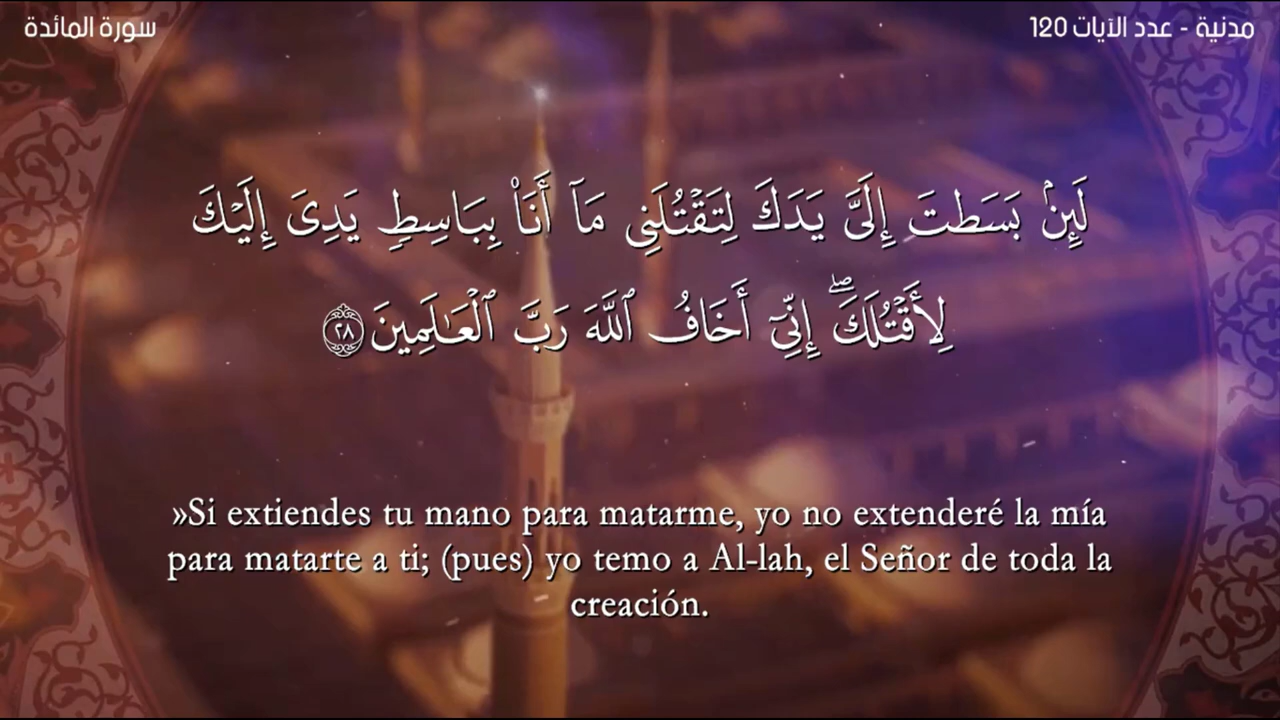 سورة المائدة
مدنية - عدد الآيات 120
لَئِنۢ بَسَطتَ إِلَىَّ يَدَكَ لِتَقْتُلَنِى مَآ أَنَا۠ بِبَاسِطٍ يَدِىَ إِلَيْكَ
لِأَقْتُلَكَ ۖ إِنِّىٓ أَخَافُ ٱللَّهَ رَبَّ ٱلْعَـٰلَمِينَ ٢٨
»Si extiendes tu mano para matarme, yo no extenderé la mía
para matarte a ti; (pues) yo temo a Al-lah, el Señor de toda la
creación.